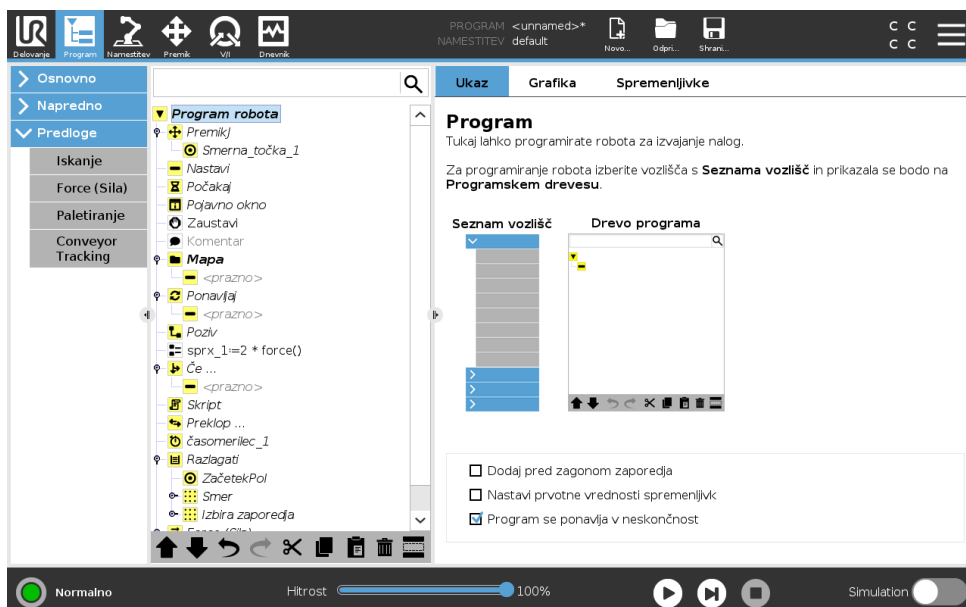 UR
PROGRAM <unnamed>*
NAMESTITEV default
Delovanje
Program
Namestitev
Premik
V/I
Dnevnik
Novo...
Odpri...
Shrani...
C C
C C
Osnovno
Napredno
Predloge
Iskanje
Force (Sila)
Paletiranje
Conveyor
Tracking
Program robota
PremikJ
Smerna_točka_1
Nastavi
Počakaj
Pojavno okno
Zaustavi
Komentar
Mapa
<prazno>
Ponavljaj
<prazno>
Poziv
sprx_1:=2 * force()
Če ...
<prazno>
Skript
Preklop ...
časomerilec_1
Razlagati
ZačetekPol
Smer
Izbira zaporedja
Force (Sila)
Ukaz
Grafika
Spremenljivke
Program
Tukaj lahko programirate robota za izvajanje nalog.
Za programiranje robota izberite vozlišča s Seznama vozlišč in prikazala se bodo na
Programskem drevesu.
Seznam vozlišč
Drevo programa
Dodaj pred zagonom zaporedja
Nastavi prvotne vrednosti spremenljivk
Program se ponavlja v neskončnost
Normalno
Hitrost
100%
Simulation